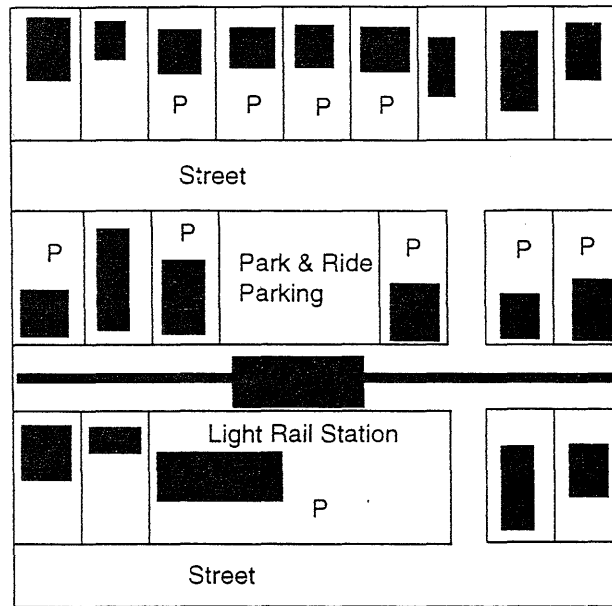 P P P P
Street
P P P P P
Park & Ride
Parking
Light Rail Station
P
Street